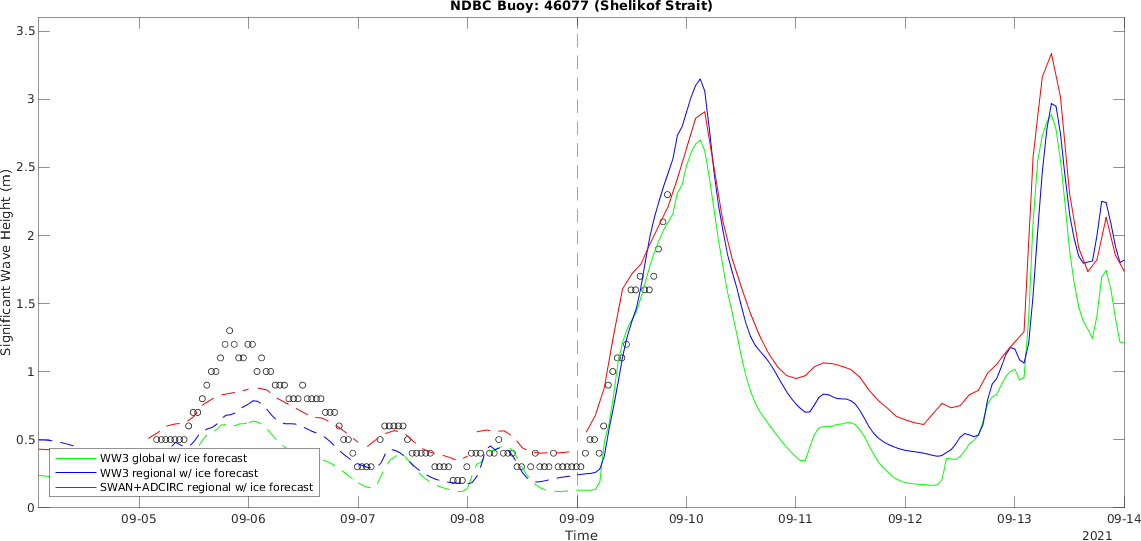 NDBC Buoy: 46077 (Shelikof Strait)
Significant Wave Height (m)
3.5
3
2.5
2
1.5
1
0.5
0
WW3 global w/ ice forecast
WW3 regional w/ ice forecast
SWAN+ADCIRC regional w/ ice forecast
09-05 09-06 09-07 09-08 09-09 09-10 09-11 09-12 09-13 09-14
Time
2021